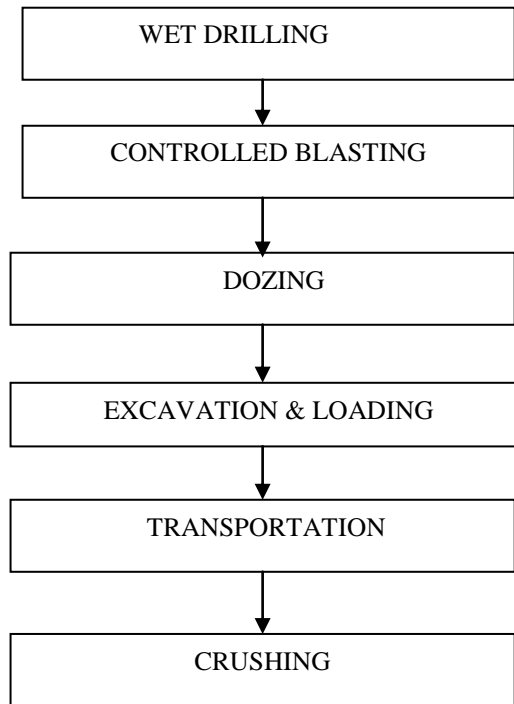 WET DRILLING
CONTROLLED BLASTING
DOZING
EXCAVATION & LOADING
TRANSPORTATION
CRUSHING